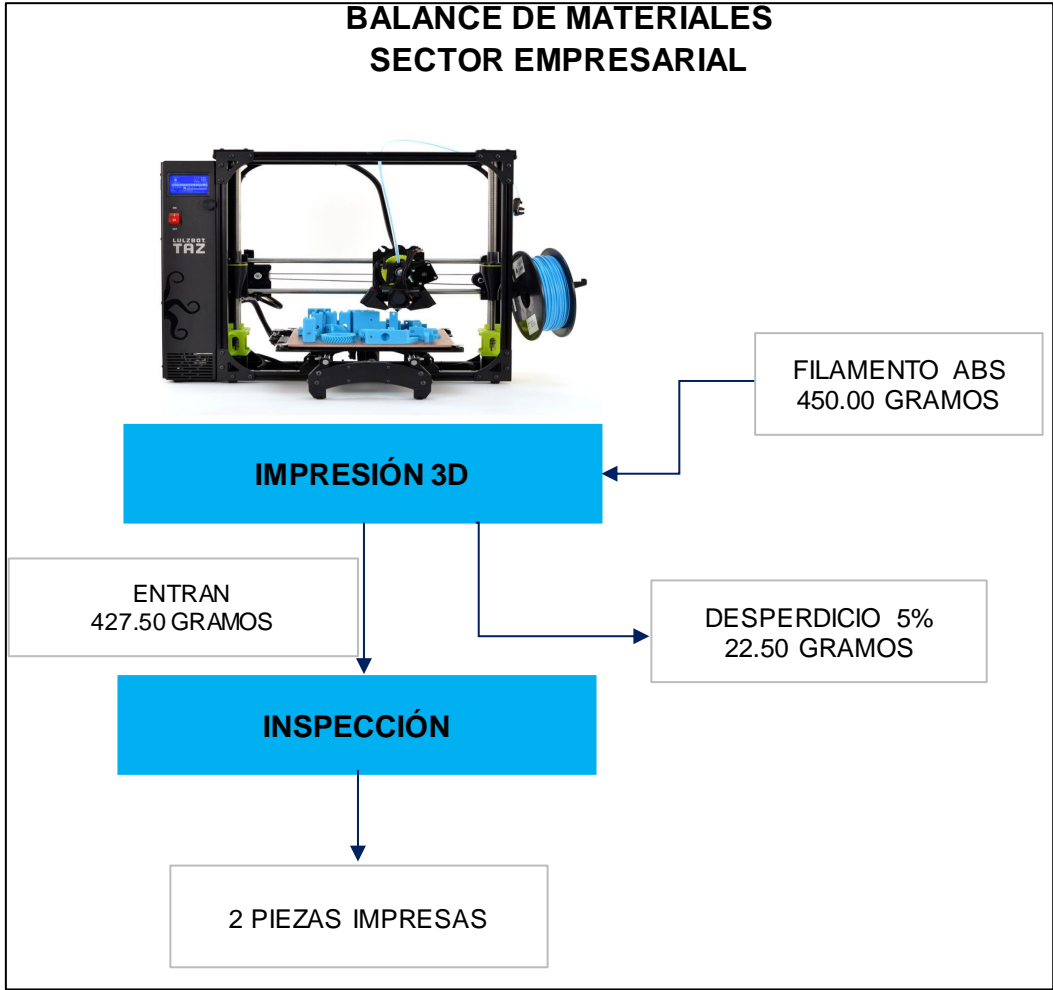 BALANCE DE MATERIALES
SECTOR EMPRESARIAL
LULZBOT
TAZ
FILAMENTO ABS
450.00 GRAMOS
IMPRESIÓN 3D
ENTRAN
427.50 GRAMOS
DESPERDICIO 5%
22.50 GRAMOS
INSPECCIÓN
2 PIEZAS IMPRESAS